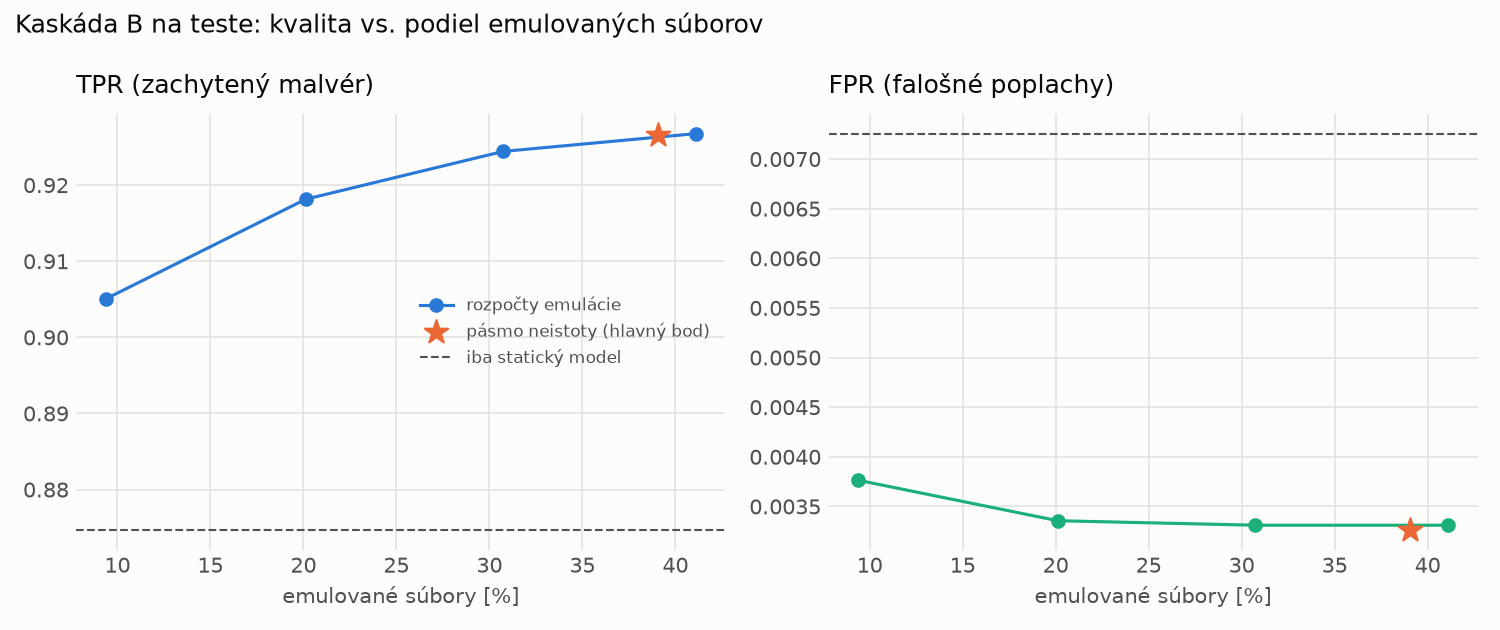 Kaskáda B na teste: kvalita vs. podiel emulovaných súborov
TPR (zachytený malvér)
0.92
0.91
0.90
0.89
0.88
rozpočty emulácie
pásmo neistoty (hlavný bod)
iba statický model
10 15 20 25 30 35 40
emulované súbory [%]
FPR (falošné poplachy)
0.0070
0.0065
0.0060
0.0055
0.0050
0.0045
0.0040
0.0035
10 15 20 25 30 35 40
emulované súbory [%]